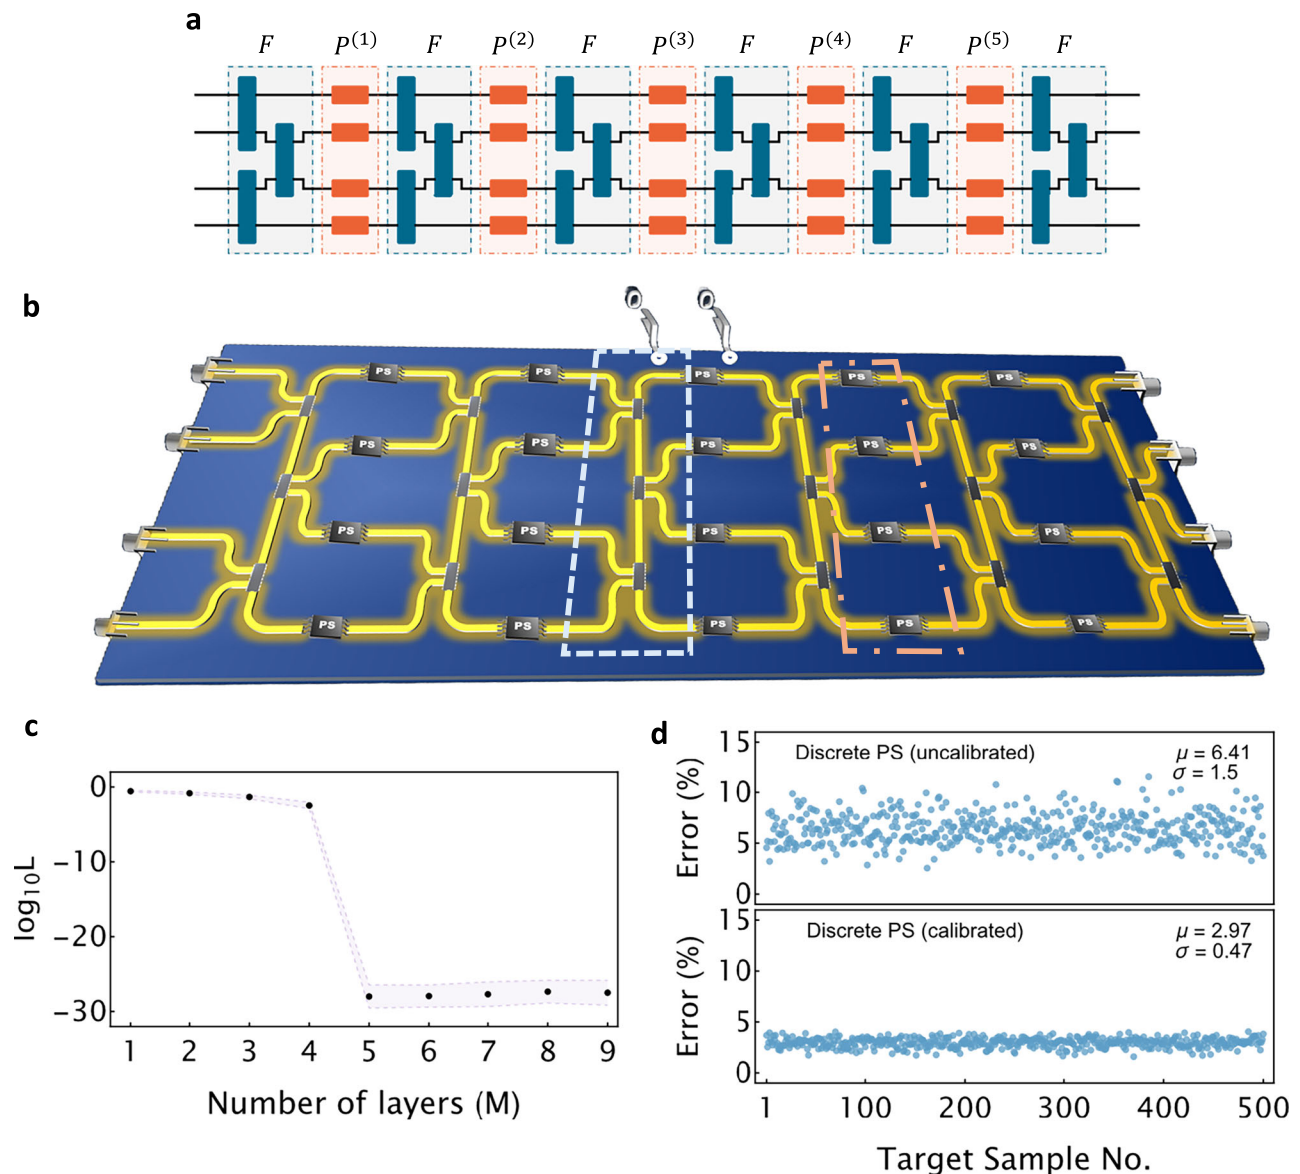 a
F P⁽¹⁾ F P⁽²⁾ F P⁽³⁾ F P⁽⁴⁾ F P⁽⁵⁾ F
b
PS PS PS PS PS
PS PS PS PS PS
PS PS PS PS PS
PS PS PS PS PS
c
log₁₀L
0
−10
−20
−30
1 2 3 4 5 6 7 8 9
Number of layers (M)
d
Error (%)
15
10
5
0
Discrete PS (uncalibrated)
μ = 6.41
σ = 1.5
Error (%)
15
10
5
0
Discrete PS (calibrated)
μ = 2.97
σ = 0.47
1 100 200 300 400 500
Target Sample No.